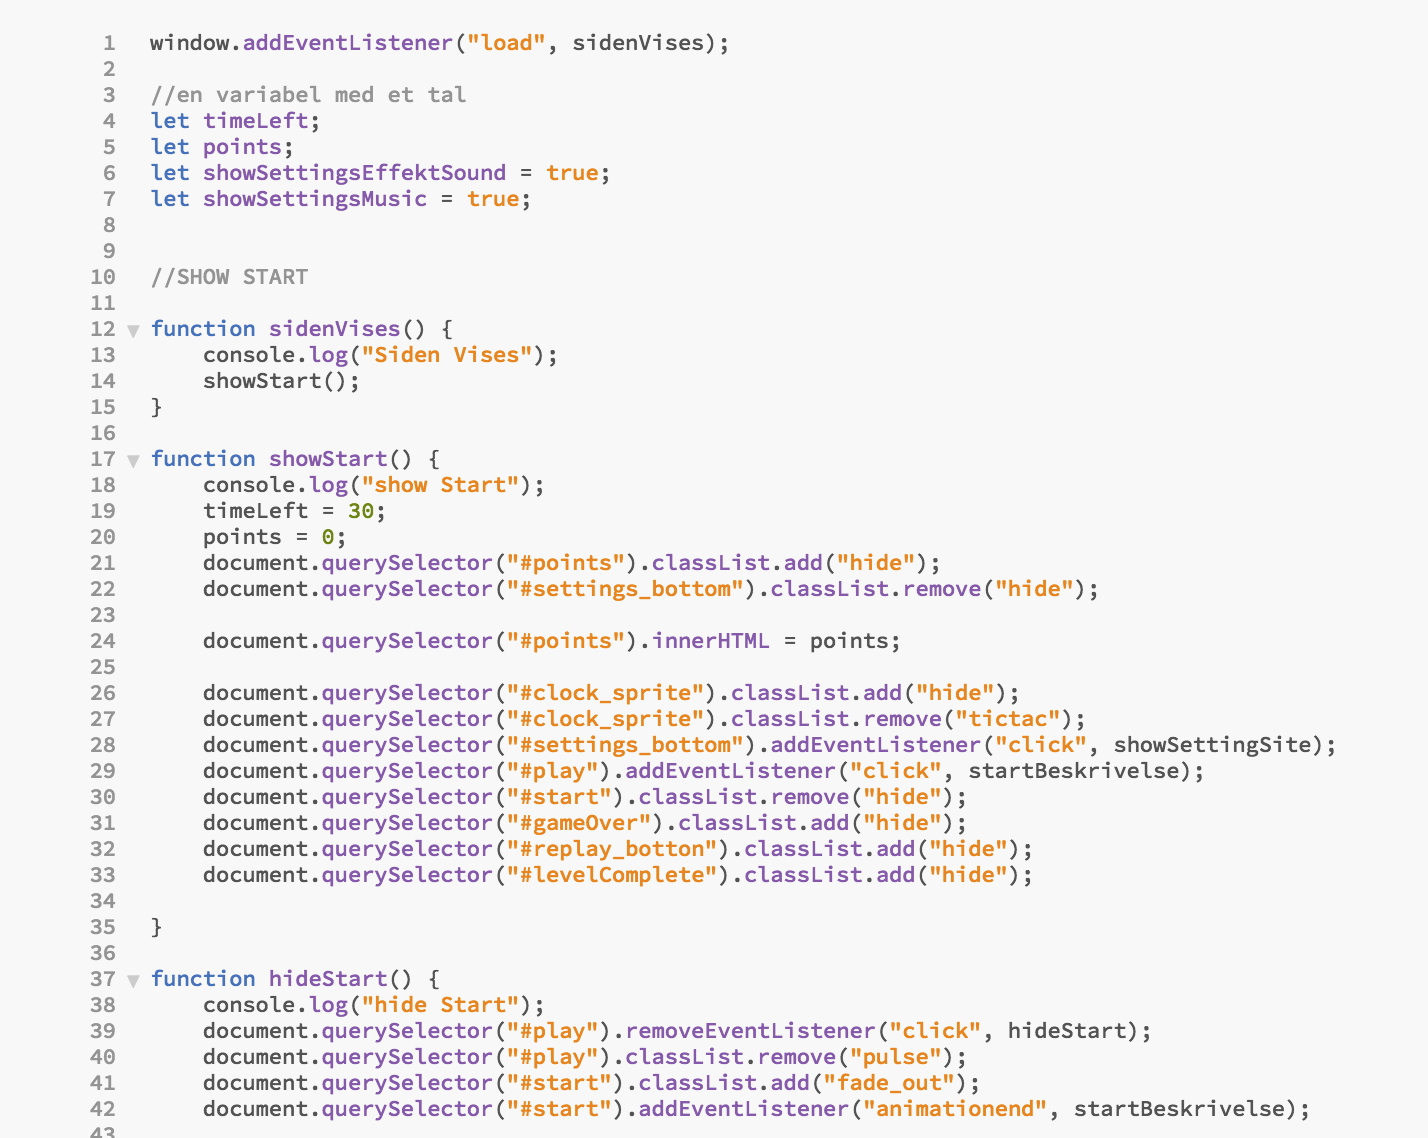 1 window.addEventListener("load", sidenVises);
2
3 //en variabel med et tal
4 let timeLeft;
5 let points;
6 let showSettingsEffektSound = true;
7 let showSettingsMusic = true;
8
9
10 //SHOW START
11
12 function sidenVises() {
13     console.log("Siden Vises");
14     showStart();
15 }
16
17 function showStart() {
18     console.log("show Start");
19     timeLeft = 30;
20     points = 0;
21     document.querySelector("#points").classList.add("hide");
22     document.querySelector("#settings_bottom").classList.remove("hide");
23
24     document.querySelector("#points").innerHTML = points;
25
26     document.querySelector("#clock_sprite").classList.add("hide");
27     document.querySelector("#clock_sprite").classList.remove("tictac");
28     document.querySelector("#settings_bottom").addEventListener("click", showSettingSite);
29     document.querySelector("#play").addEventListener("click", startBeskrivelse);
30     document.querySelector("#start").classList.remove("hide");
31     document.querySelector("#gameOver").classList.add("hide");
32     document.querySelector("#replay_botton").classList.add("hide");
33     document.querySelector("#levelComplete").classList.add("hide");
34
35 }
36
37 function hideStart() {
38     console.log("hide Start");
39     document.querySelector("#play").removeEventListener("click", hideStart);
40     document.querySelector("#play").classList.remove("pulse");
41     document.querySelector("#start").classList.add("fade_out");
42     document.querySelector("#start").addEventListener("animationend", startBeskrivelse);
43